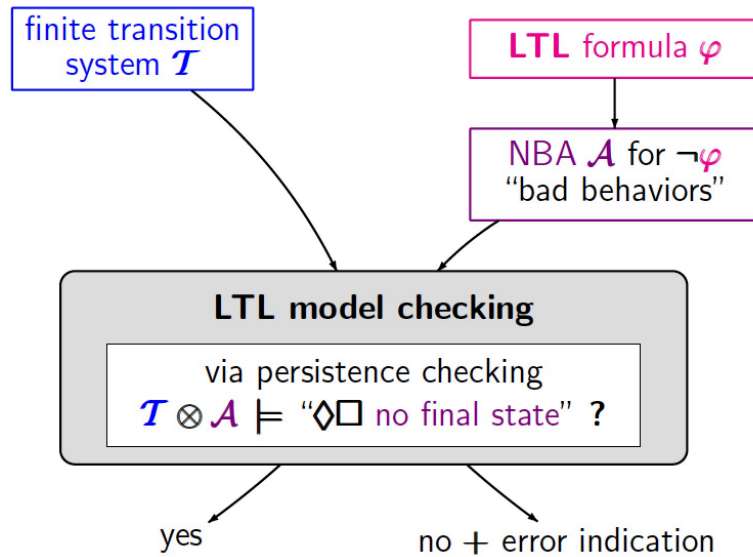 finite transition
system 𝓣
LTL formula φ
NBA 𝓐 for ¬φ
“bad behaviors”
LTL model checking
via persistence checking
𝓣 ⊗ 𝓐 ⊨ “◊□ no final state” ?
yes
no + error indication